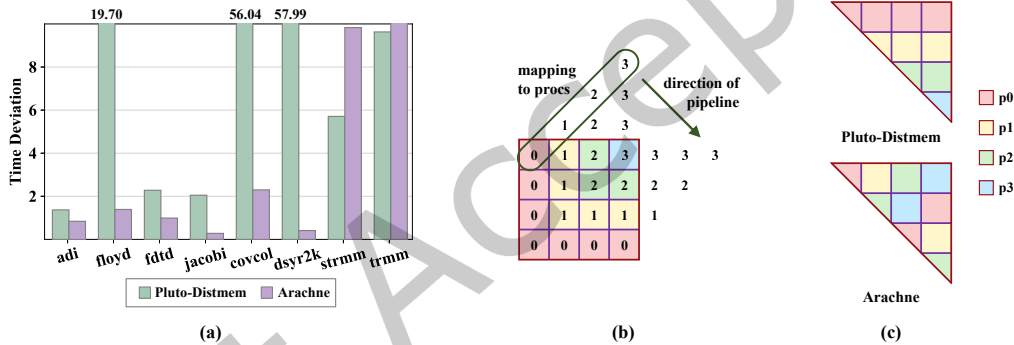 19.70 56.04 57.99
Time Deviation
8
6
4
2
adi floyd fdtd jacobi covcol dsyr2k strmm trmm
Pluto-Distmem Arachne
(a)
mapping
to procs
direction of
pipeline
3
2 3
1 2 3
0 1 2 3 3 3 3
0 1 2 2 2 2
0 1 1 1 1
0 0 0 0
(b)
Pluto-Distmem
Arachne
p0
p1
p2
p3
(c)
t Accep